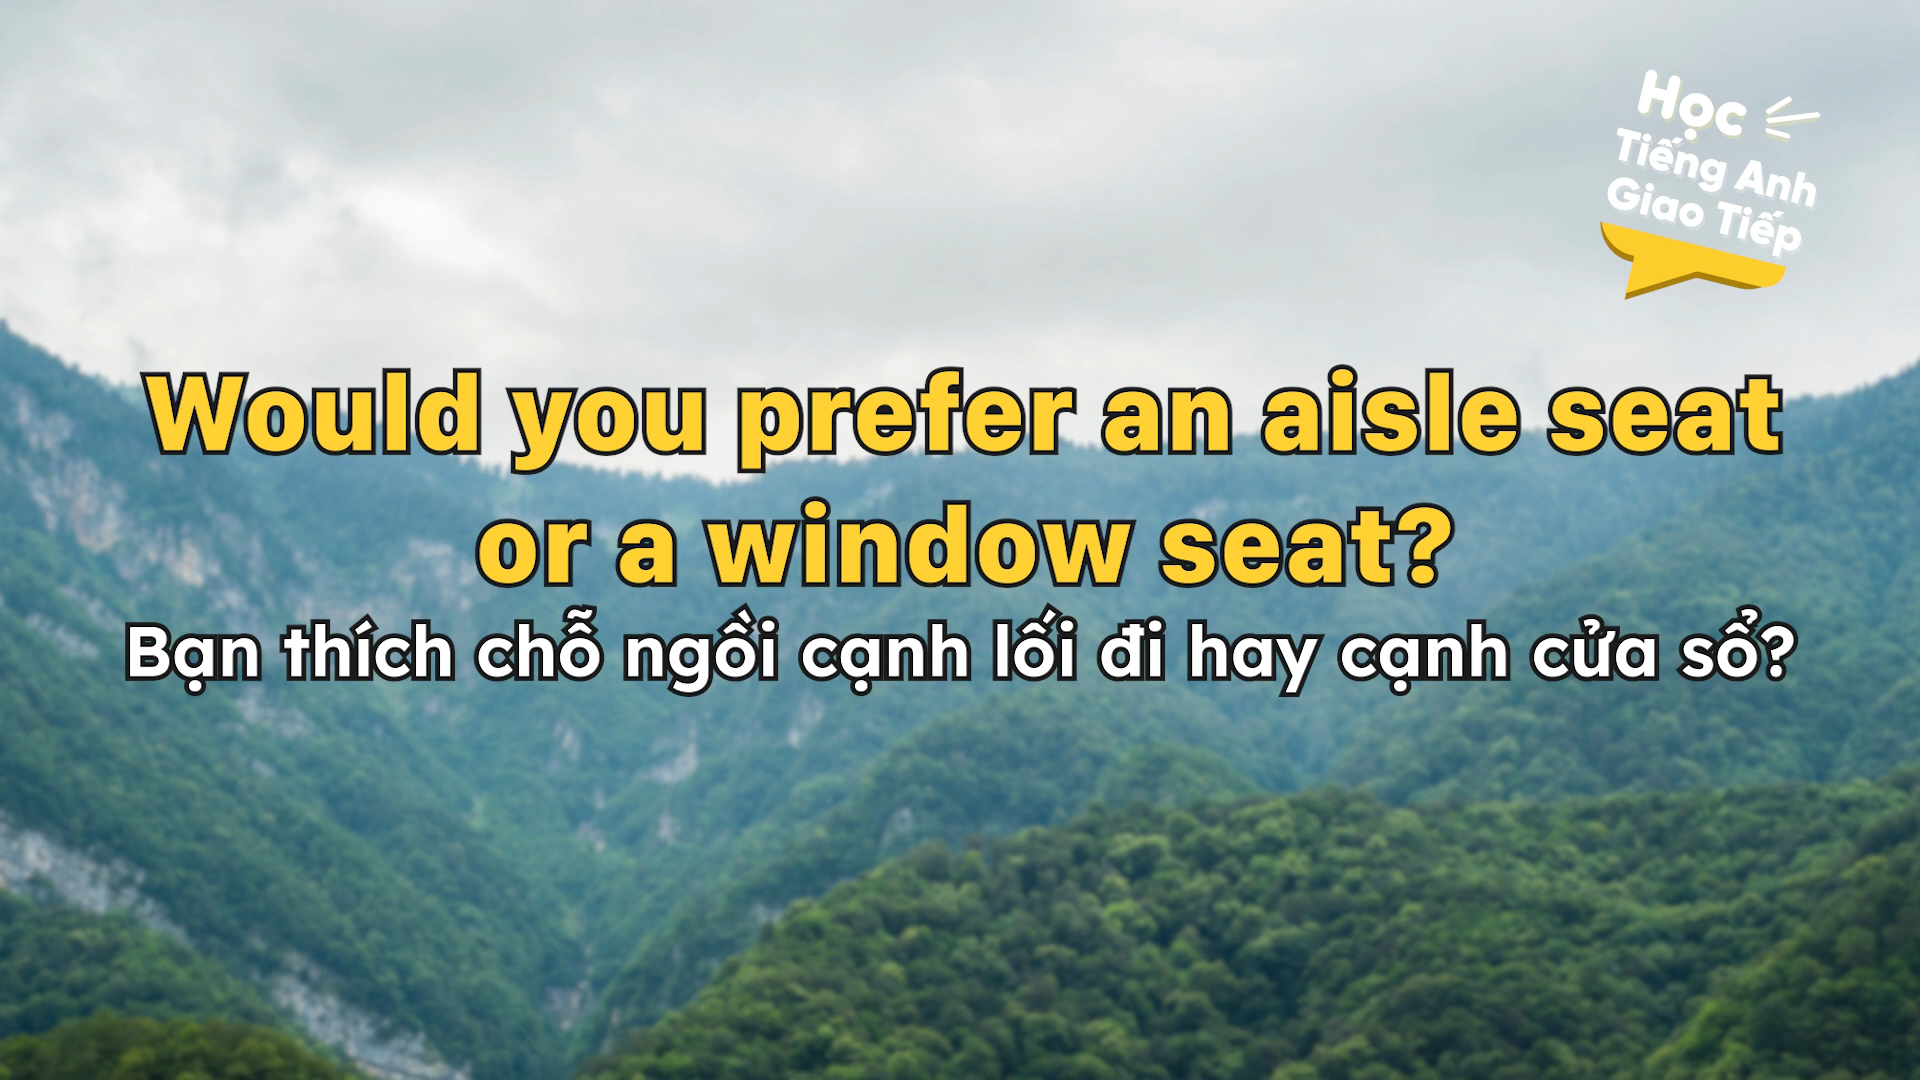 Học
Tiếng Anh
Giao Tiếp
Would you prefer an aisle seat
or a window seat?
Bạn thích chỗ ngồi cạnh lối đi hay cạnh cửa sổ?